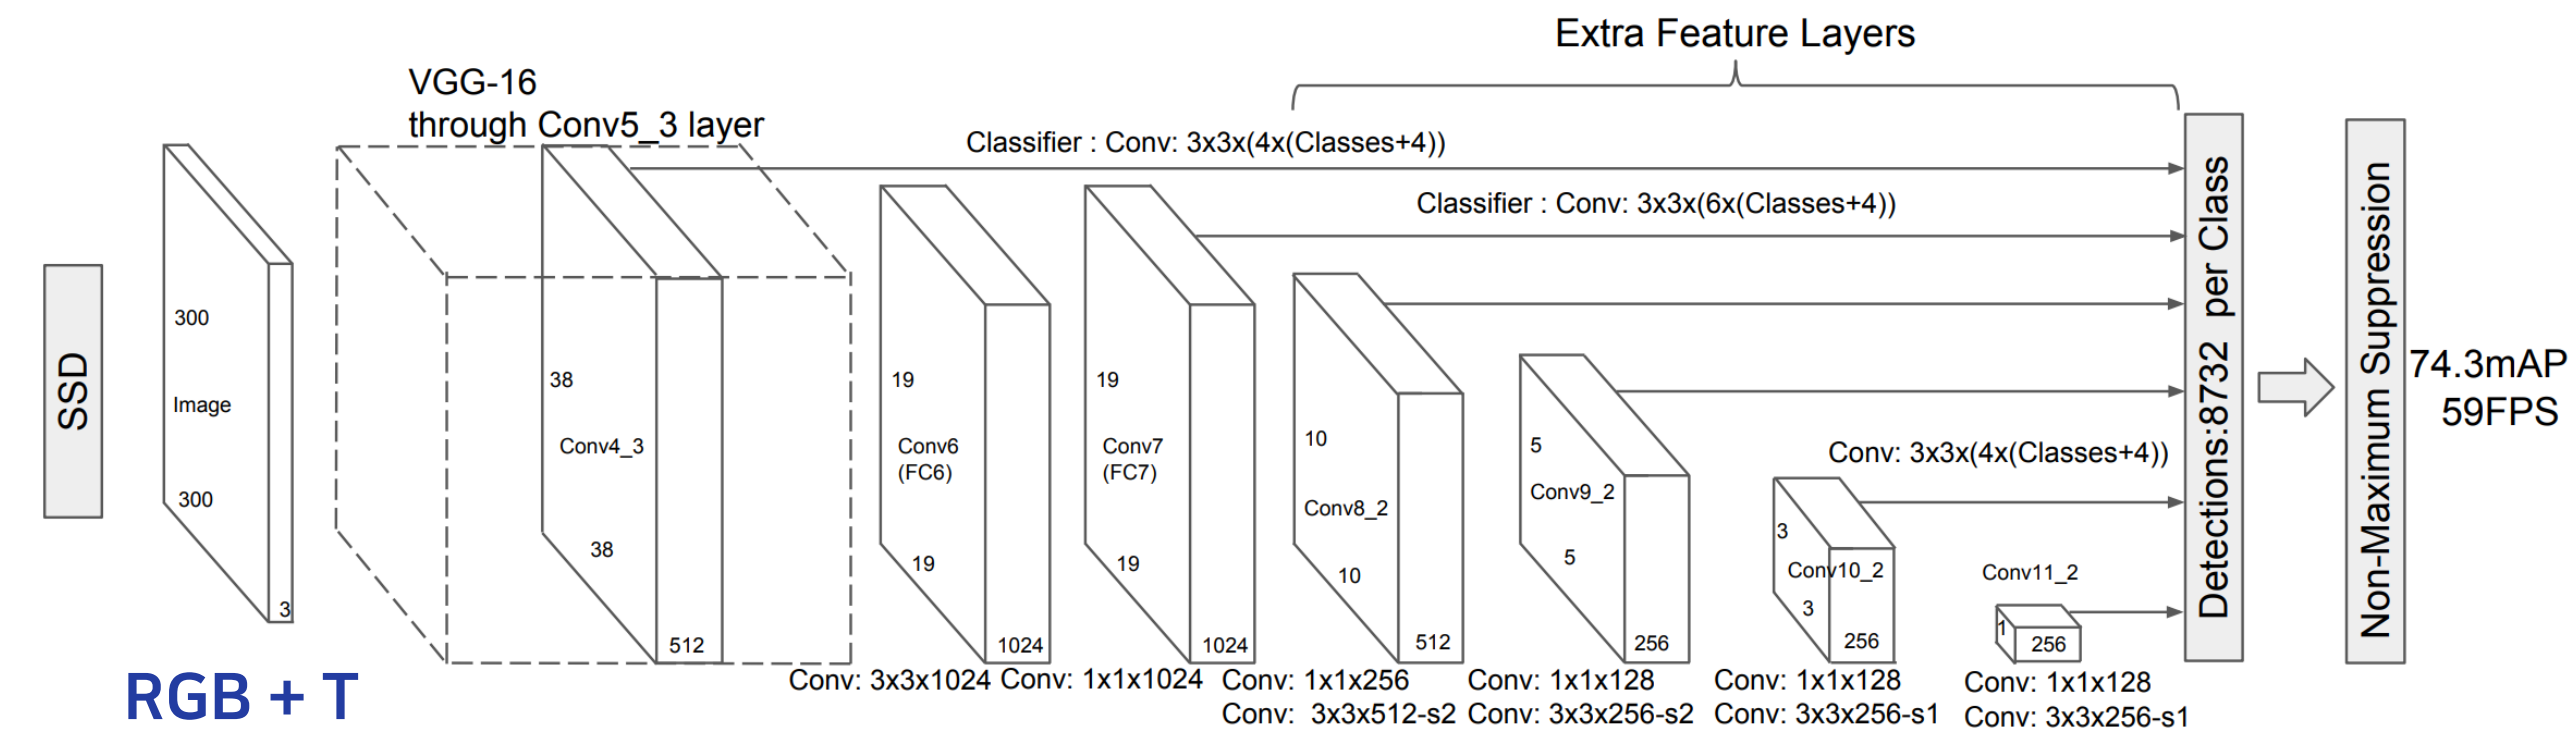 Extra Feature Layers
VGG-16
through Conv5_3 layer
Classifier : Conv: 3x3x(4x(Classes+4))
Classifier : Conv: 3x3x(6x(Classes+4))
SSD
300
Image
300
3
38
Conv4_3
38
512
19
Conv6
(FC6)
19
1024
19
Conv7
(FC7)
19
1024
10
Conv8_2
10
512
5
Conv9_2
5
256
Conv: 3x3x(4x(Classes+4))
3
Conv10_2
3
256
Conv11_2
1
256
Detections:8732 per Class
Non-Maximum Suppression
74.3mAP
59FPS
Conv: 3x3x1024
Conv: 1x1x1024
Conv: 1x1x256
Conv: 3x3x512-s2
Conv: 1x1x128
Conv: 3x3x256-s2
Conv: 1x1x128
Conv: 3x3x256-s1
Conv: 1x1x128
Conv: 3x3x256-s1
RGB + T